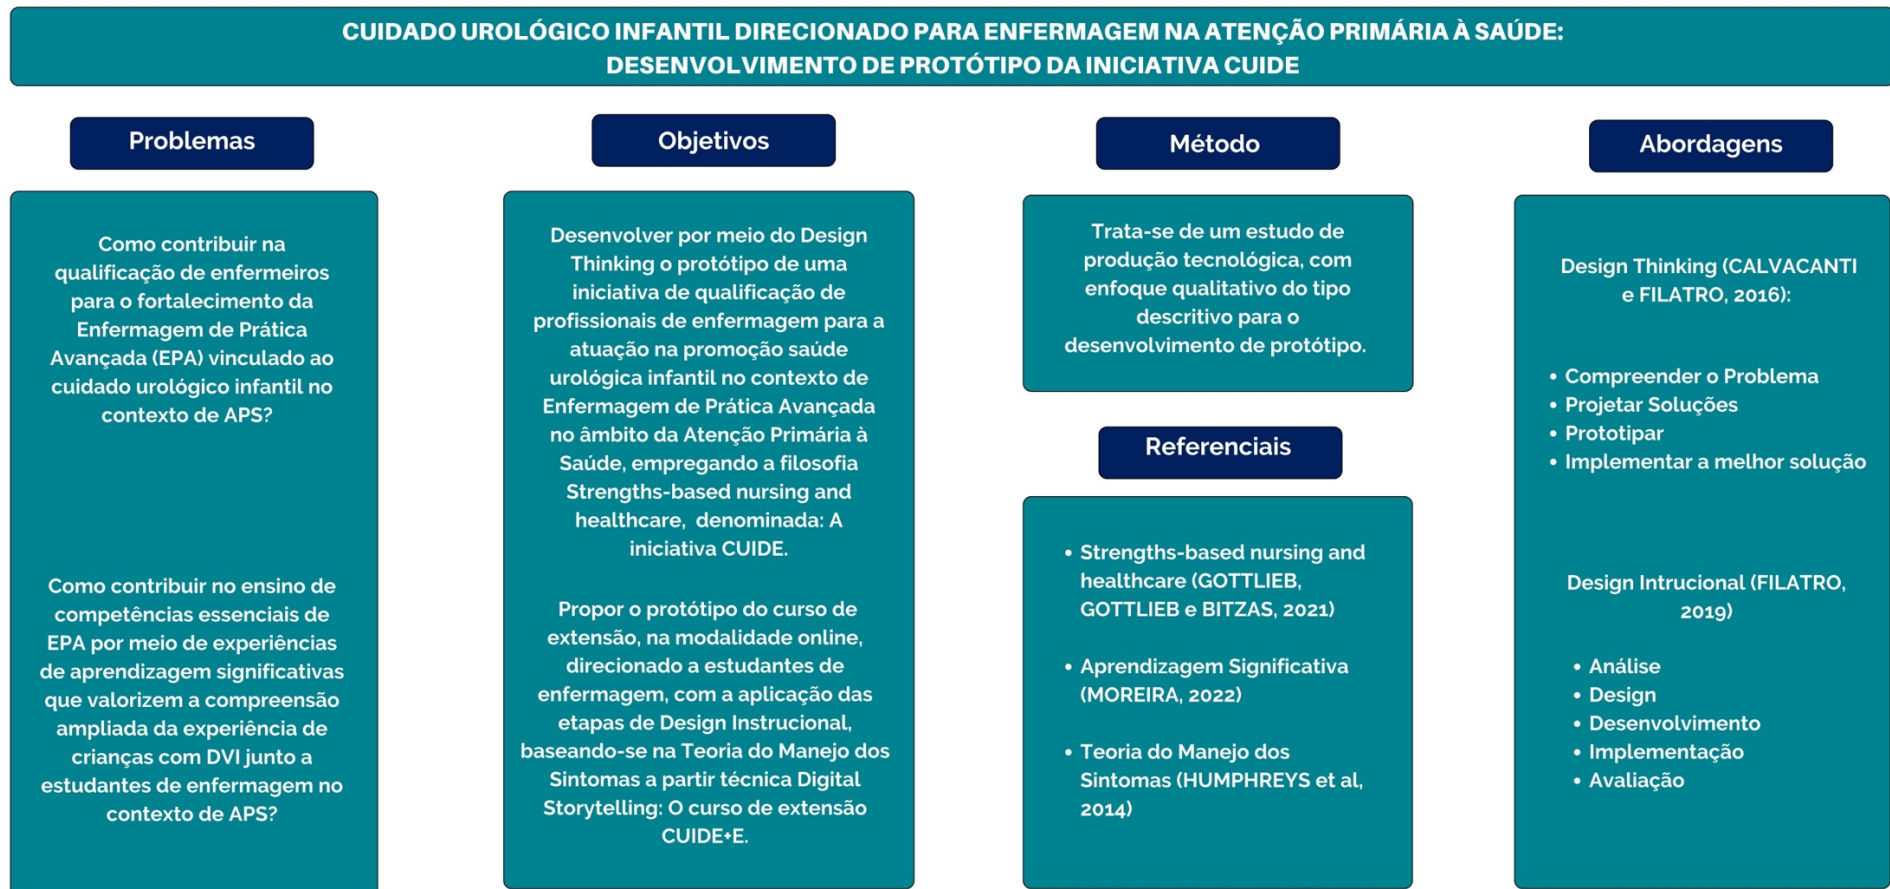 CUIDADO UROLÓGICO INFANTIL DIRECIONADO PARA ENFERMAGEM NA ATENÇÃO PRIMÁRIA À SAÚDE:
DESENVOLVIMENTO DE PROTÓTIPO DA INICIATIVA CUIDE
Problemas
Como contribuir na
qualificação de enfermeiros
para o fortalecimento da
Enfermagem de Prática
Avançada (EPA) vinculado ao
cuidado urológico infantil no
contexto de APS?
Como contribuir no ensino de
competências essenciais de
EPA por meio de experiências
de aprendizagem significativas
que valorizem a compreensão
ampliada da experiência de
crianças com DVI junto a
estudantes de enfermagem no
contexto de APS?
Objetivos
Desenvolver por meio do Design
Thinking o protótipo de uma
iniciativa de qualificação de
profissionais de enfermagem para a
atuação na promoção saúde
urológica infantil no contexto de
Enfermagem de Prática Avançada
no âmbito da Atenção Primária à
Saúde, empregando a filosofia
Strengths-based nursing and
healthcare, denominada: A
iniciativa CUIDE.
Propor o protótipo do curso de
extensão, na modalidade online,
direcionado a estudantes de
enfermagem, com a aplicação das
etapas de Design Instrucional,
baseando-se na Teoria do Manejo dos
Sintomas a partir técnica Digital
Storytelling: O curso de extensão
CUIDE+E.
Método
Trata-se de um estudo de
produção tecnológica, com
enfoque qualitativo do tipo
descritivo para o
desenvolvimento de protótipo.
Referenciais
• Strengths-based nursing and
healthcare (GOTTLIEB,
GOTTLIEB e BITZAS, 2021)
• Aprendizagem Significativa
(MOREIRA, 2022)
• Teoria do Manejo dos
Sintomas (HUMPHREYS et al,
2014)
Abordagens
Design Thinking (CALVACANTI
e FILATRO, 2016):
• Compreender o Problema
• Projetar Soluções
• Prototipar
• Implementar a melhor solução
Design Intrucional (FILATRO,
2019)
• Análise
• Design
• Desenvolvimento
• Implementação
• Avaliação